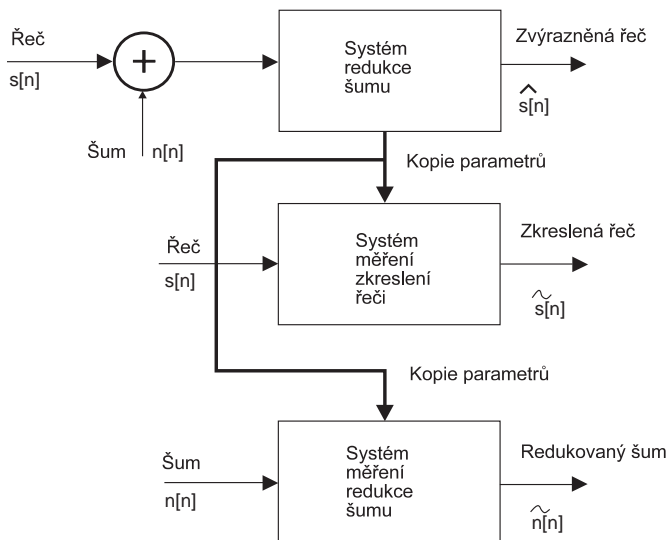 Řeč
s[n]
Šum n[n]
Systém
redukce
šumu
Zvýrazněná řeč
^
s[n]
Kopie parametrů
Řeč
s[n]
Systém
měření
zkreslení
řeči
Zkreslená řeč
~
s[n]
Kopie parametrů
Šum
n[n]
Systém
měření
redukce
šumu
Redukovaný šum
~
n[n]